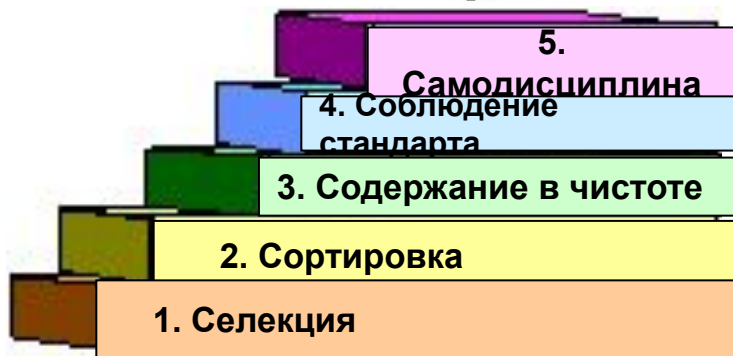 5.
Самодисциплина
4. Соблюдение
стандарта
3. Содержание в чистоте
2. Сортировка
1. Селекция